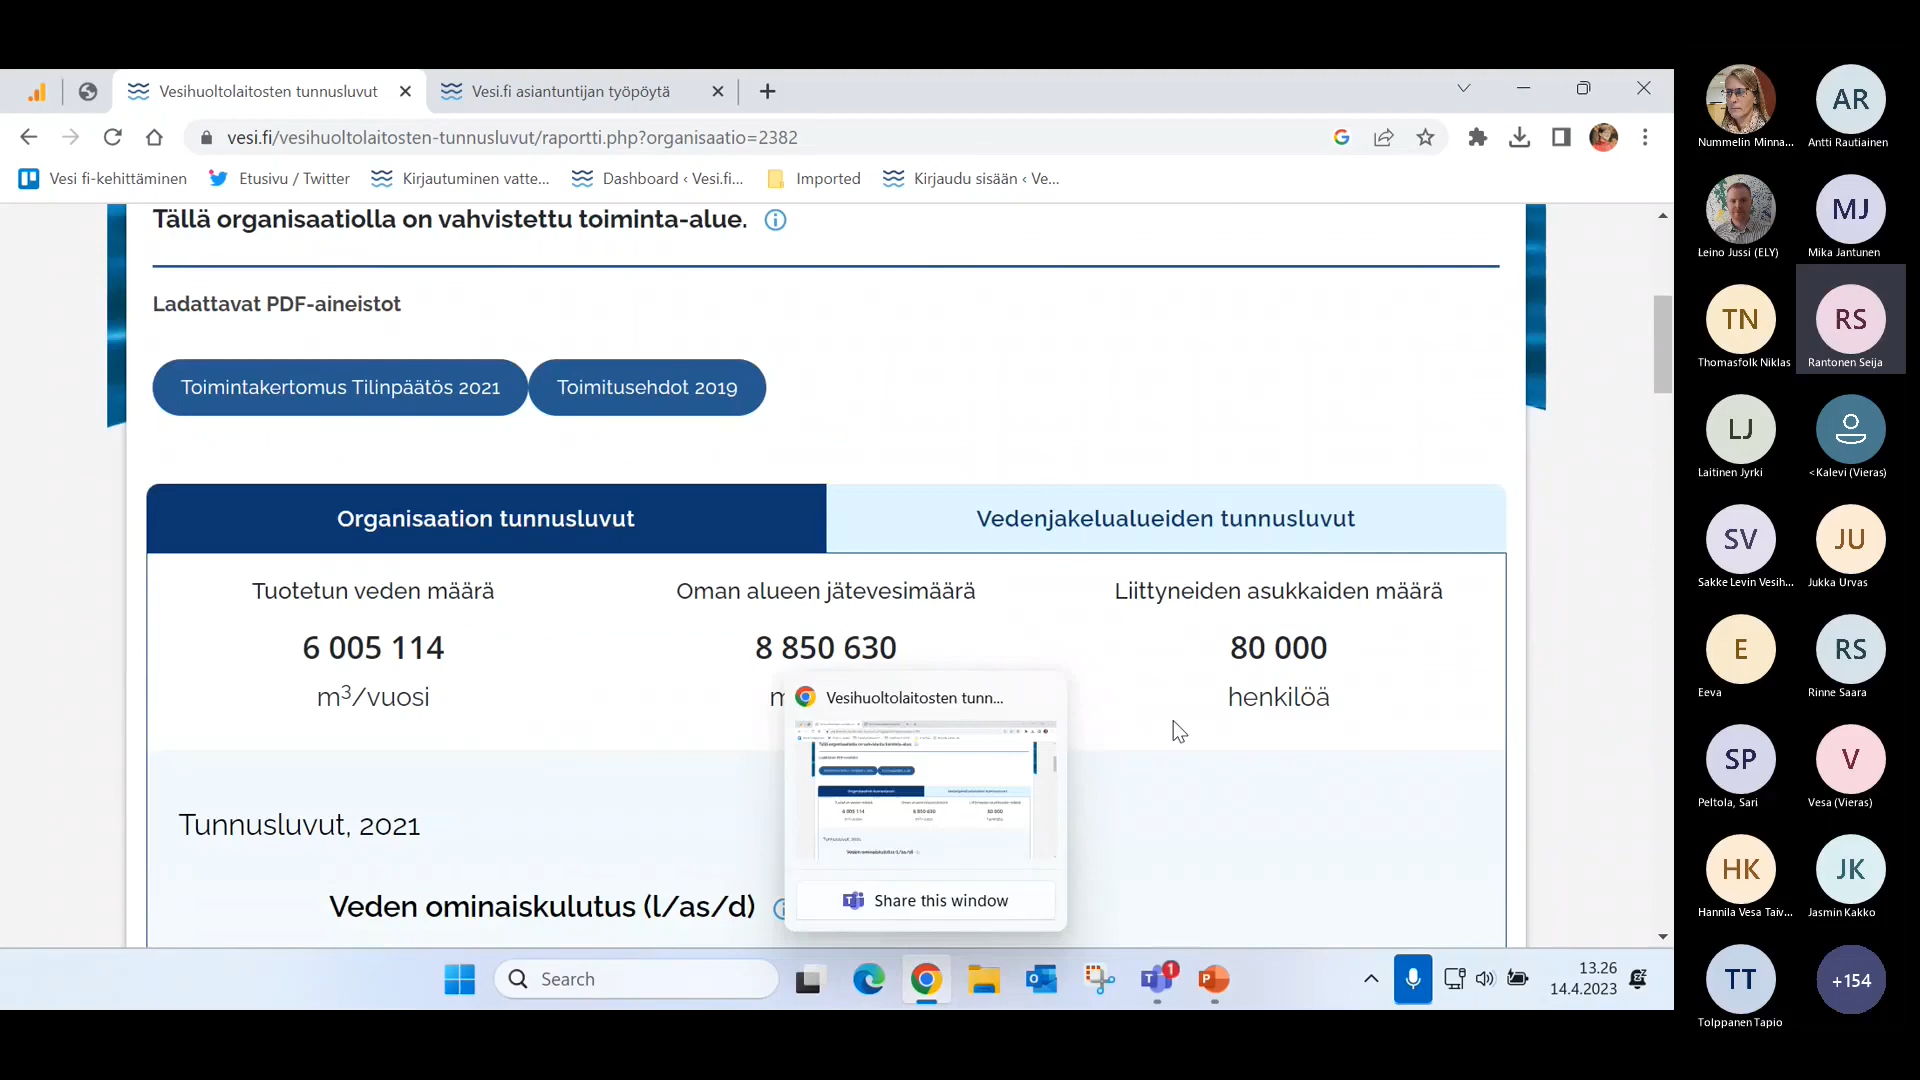 Vesihuoltolaitosten tunnusluvut
Vesi.fi asiantuntijan työpöytä
vesi.fi/vesihuoltolaitosten-tunnusluvut/raportti.php?organisaatio=2382
Vesi fi-kehittäminen
Etusivu / Twitter
Kirjautuminen vatte...
Dashboard ‹ Vesi.fi...
Imported
Kirjaudu sisään ‹ Ve...
Tällä organisaatiolla on vahvistettu toiminta-alue.
Ladattavat PDF-aineistot
Toimintakertomus Tilinpäätös 2021
Toimitusehdot 2019
Organisaation tunnusluvut
Vedenjakelualueiden tunnusluvut
Tuotetun veden määrä
Oman alueen jätevesimäärä
Liittyneiden asukkaiden määrä
6 005 114
8 850 630
80 000
m³/vuosi
henkilöä
Vesihuoltolaitosten tunn...
Share this window
Tunnusluvut, 2021
Veden ominaiskulutus (l/as/d)
Search
1
13.26
14.4.2023
Nummelin Minna...
AR
Antti Rautiainen
Leino Jussi (ELY)
MJ
Mika Jantunen
TN
Thomasfolk Niklas
RS
Rantonen Seija
LJ
Laitinen Jyrki
<Kalevi (Vieras)
SV
Sakke Levin Vesih...
JU
Jukka Urvas
E
Eeva
RS
Rinne Saara
SP
Peltola, Sari
V
Vesa (Vieras)
HK
Hannila Vesa Taiv...
JK
Jasmin Kakko
TT
Tolppanen Tapio
+154